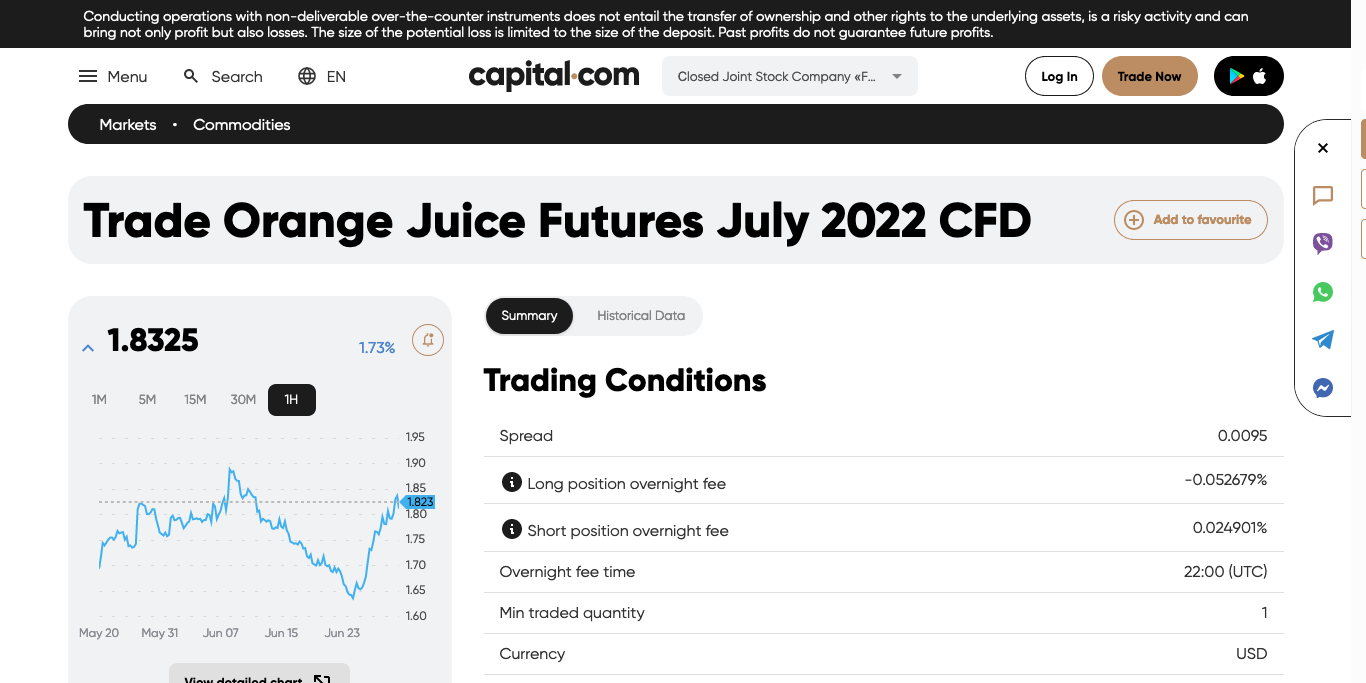 Conducting operations with non-deliverable over-the-counter instruments does not entail the transfer of ownership and other rights to the underlying assets, is a risky activity and can
bring not only profit but also losses. The size of the potential loss is limited to the size of the deposit. Past profits do not guarantee future profits.
Menu Search EN capital.com Closed Joint Stock Company «F... Log In Trade Now
Markets • Commodities
Trade Orange Juice Futures July 2022 CFD Add to favourite
1.8325 1.73%
1M 5M 15M 30M 1H
1.95
1.90
1.85
1.823
1.80
1.75
1.70
1.65
1.60
May 20 May 31 Jun 07 Jun 15 Jun 23
View detailed chart
Summary Historical Data
Trading Conditions
Spread 0.0095
Long position overnight fee -0.052679%
Short position overnight fee 0.024901%
Overnight fee time 22:00 (UTC)
Min traded quantity 1
Currency USD